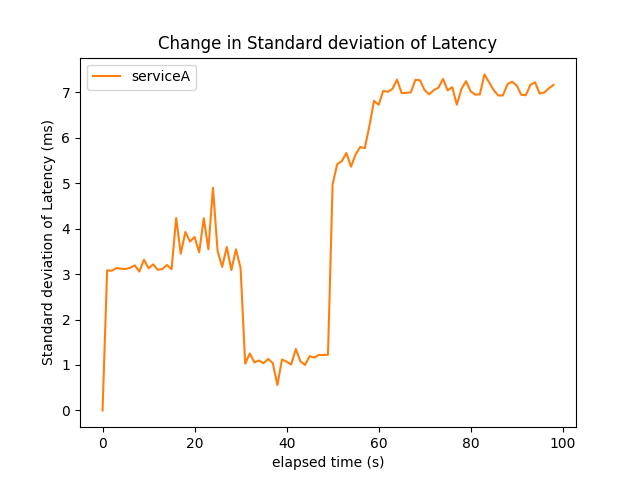 Change in Standard deviation of Latency
serviceA
Standard deviation of Latency (ms)
7
6
5
4
3
2
1
0
0 20 40 60 80 100
elapsed time (s)